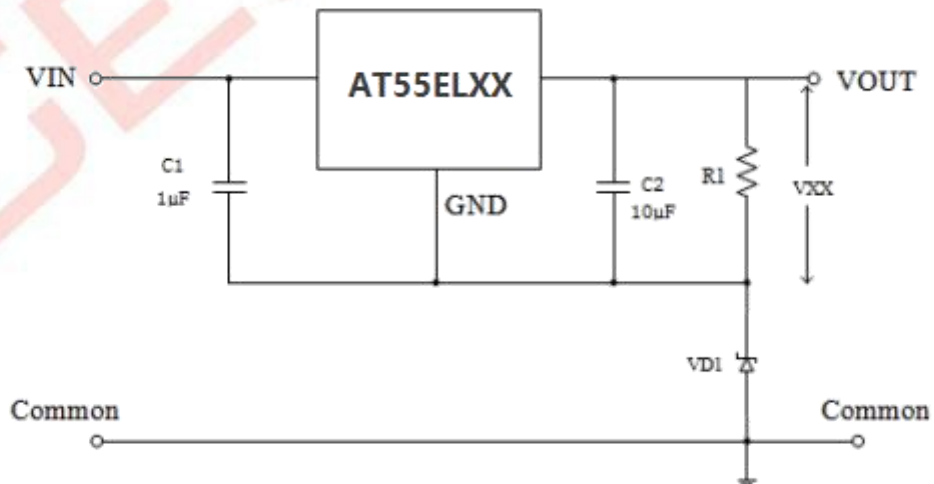 VIN
AT55ELXX
VOUT
C1
1μF
GND
C2
10μF
R1
VXX
VD1
Common
Common